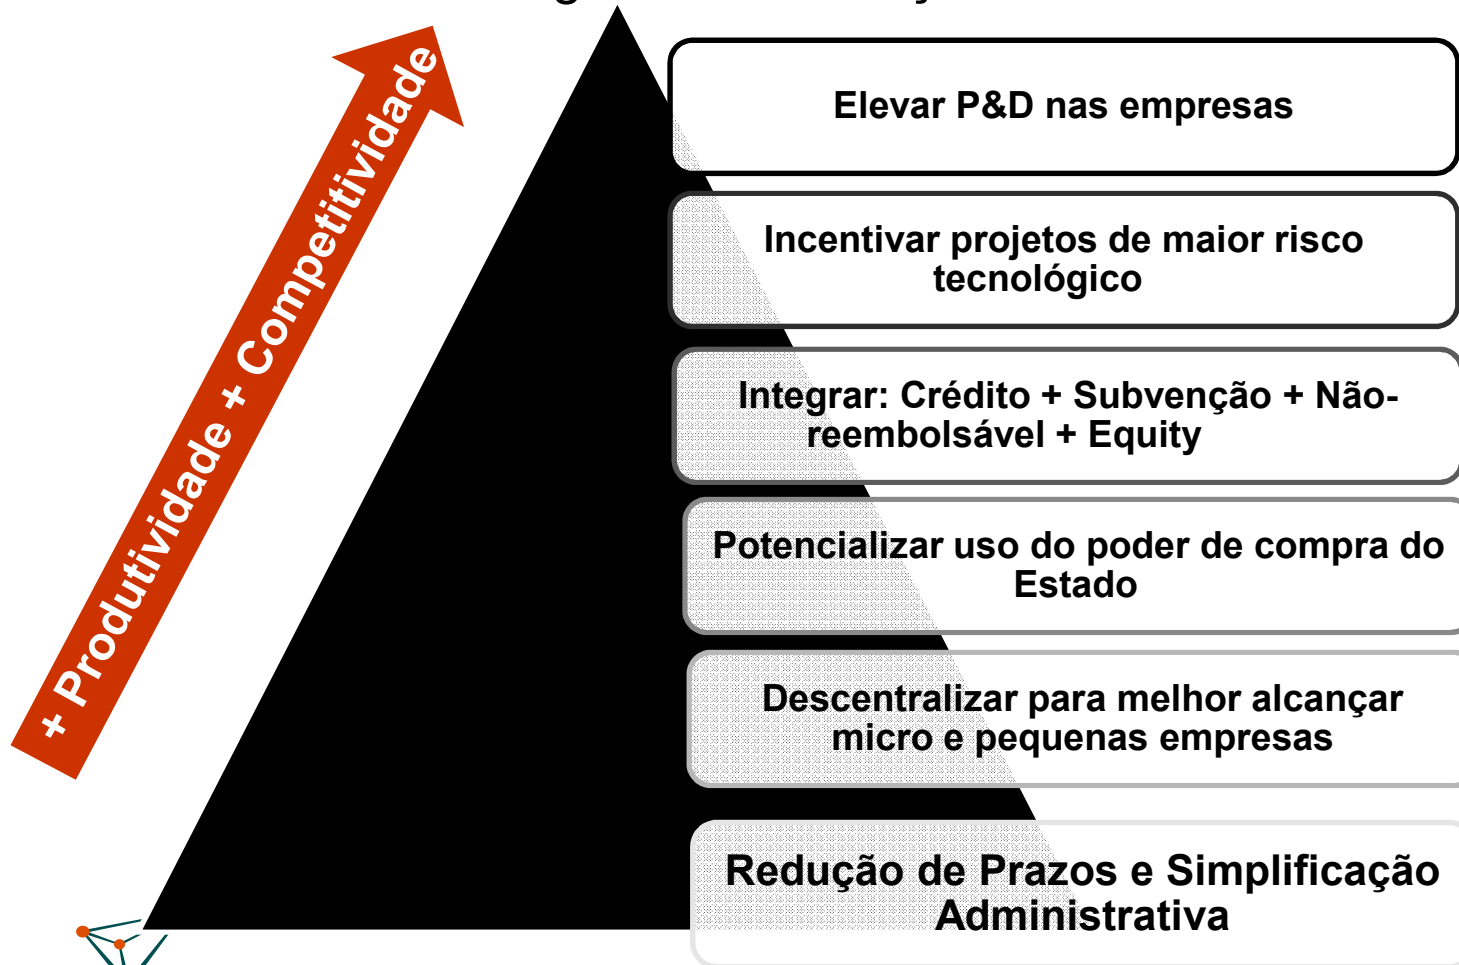 + Produtividade + Competitividade
Elevar P&D nas empresas
Incentivar projetos de maior risco
tecnológico
Integrar: Crédito + Subvenção + Não-
reembolsável + Equity
Potencializar uso do poder de compra do
Estado
Descentralizar para melhor alcançar
micro e pequenas empresas
Redução de Prazos e Simplificação
Administrativa